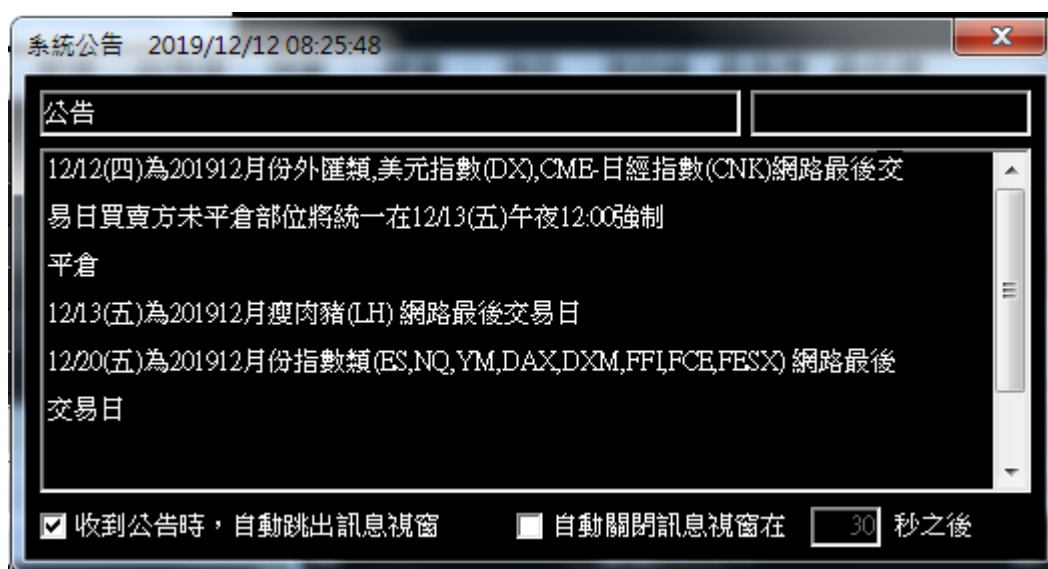 系統公告 2019/12/12 08:25:48
公告
12/12(四)為201912月份外匯類,美元指數(DX),CME-日經指數(CNK)網路最後交
易日買賣方未平倉部位將統一在12/13(五)午夜12:00強制
平倉
12/13(五)為201912月瘦肉豬(LH) 網路最後交易日
12/20(五)為201912月份指數類(ES,NQ,YM,DAX,DXM,FFI,FCE,FESX) 網路最後
交易日
收到公告時，自動跳出訊息視窗 自動關閉訊息視窗在 30 秒之後